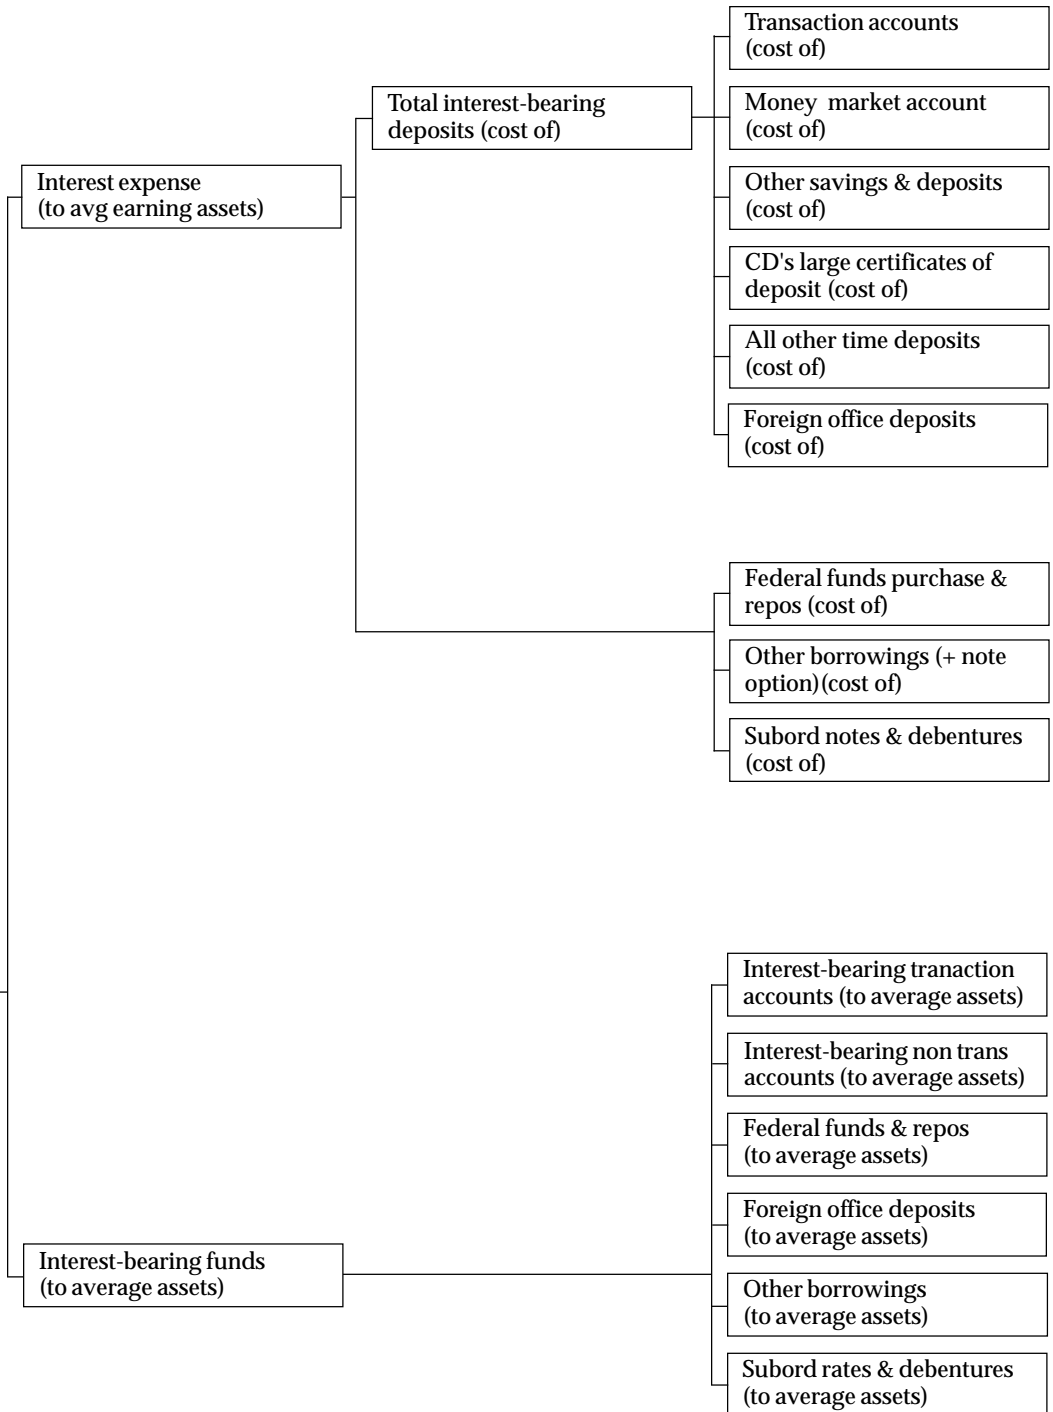 Transaction accounts
(cost of)
Total interest-bearing
deposits (cost of)
Money market account
(cost of)
Interest expense
(to avg earning assets)
Other savings & deposits
(cost of)
CD's large certificates of
deposit (cost of)
All other time deposits
(cost of)
Foreign office deposits
(cost of)
Federal funds purchase &
repos (cost of)
Other borrowings (+ note
option)(cost of)
Subord notes & debentures
(cost of)
Interest-bearing tranaction
accounts (to average assets)
Interest-bearing non trans
accounts (to average assets)
Federal funds & repos
(to average assets)
Foreign office deposits
(to average assets)
Interest-bearing funds
(to average assets)
Other borrowings
(to average assets)
Subord rates & debentures
(to average assets)